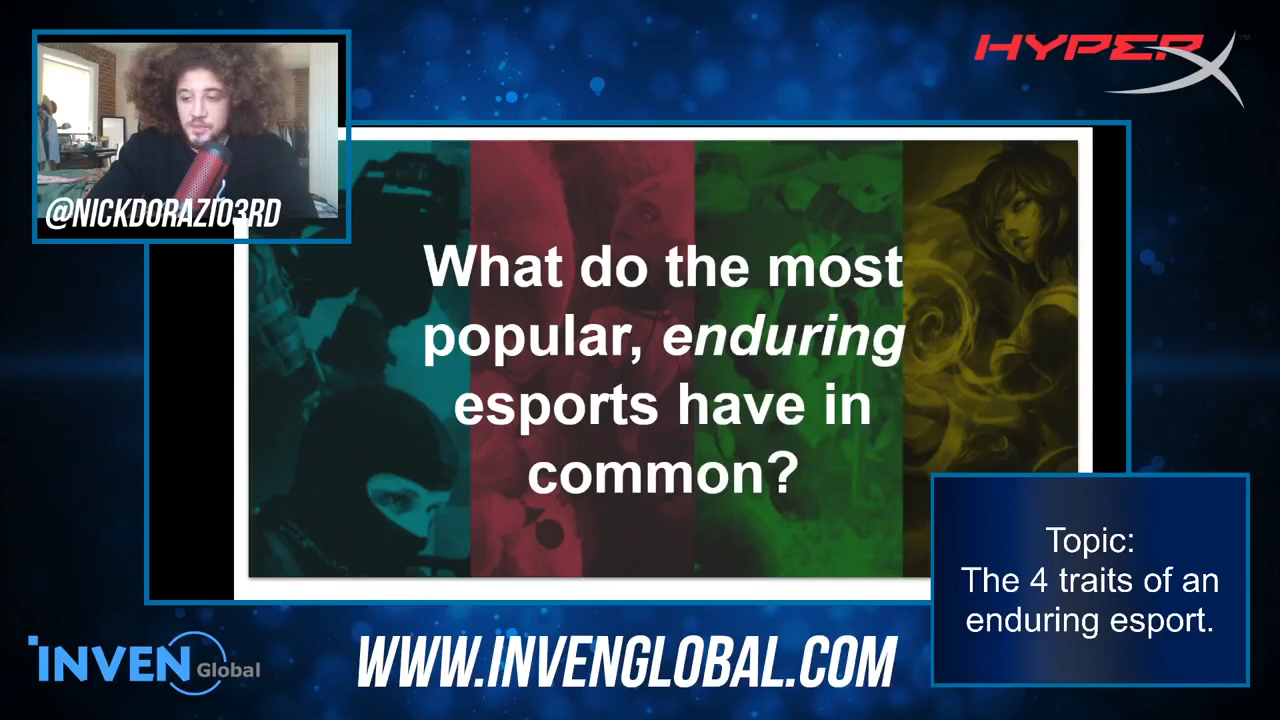 HYPERX
TM
@NICKDORAZIO3RD
What do the most
popular, enduring
esports have in
common?
Topic:
The 4 traits of an
enduring esport.
INVEN Global
WWW.INVENGLOBAL.COM